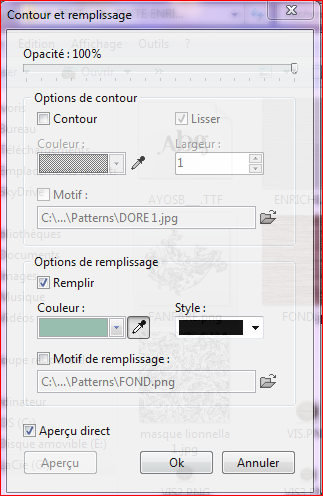 Contour et remplissage
Opacité : 100%
Options de contour
Contour
Lisser
Couleur :
Largeur :
1
Motif :
C:\...\Patterns\DORE 1.jpg
Options de remplissage
Remplir
Couleur :
Style :
Motif de remplissage :
C:\...\Patterns\FOND.png
Aperçu direct
Aperçu
Ok
Annuler